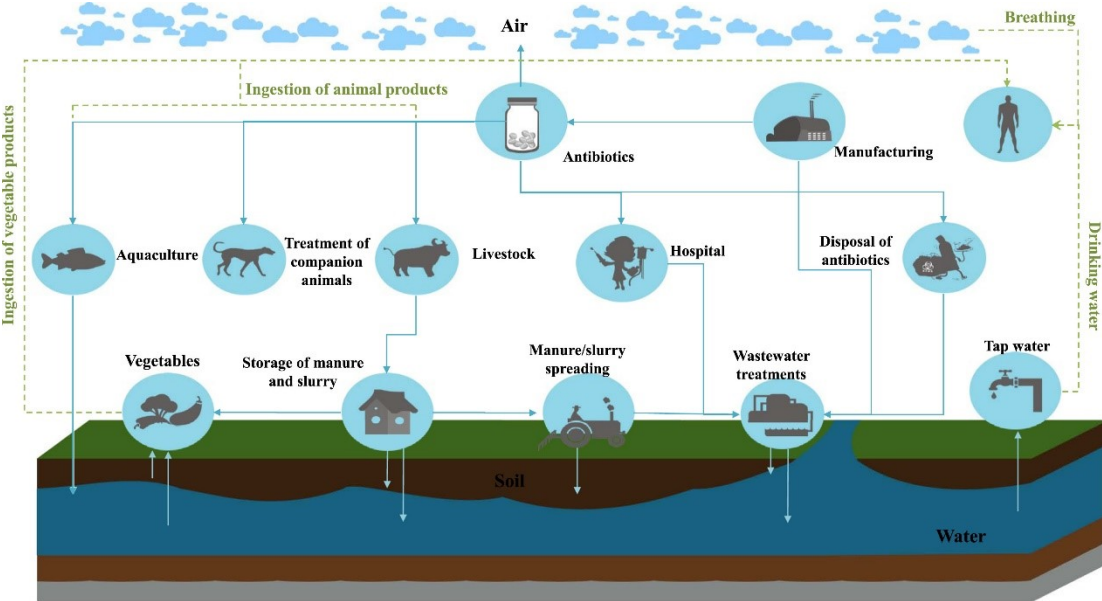 Breathing
Air
Ingestion of animal products
Antibiotics
Manufacturing
Ingestion of vegetable products
Aquaculture
Treatment of
companion
animals
Livestock
Hospital
Disposal of
antibiotics
Drinking water
Vegetables
Storage of manure
and slurry
Manure/slurry
spreading
Wastewater
treatments
Tap water
Soil
Water